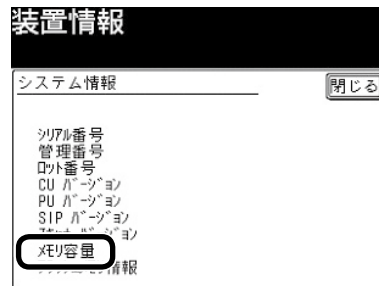 装置情報
システム情報
閉じる
シリアル番号
管理番号
ロット番号
CU バージョン
PU バージョン
SIP バージョン
メモリ容量
情報